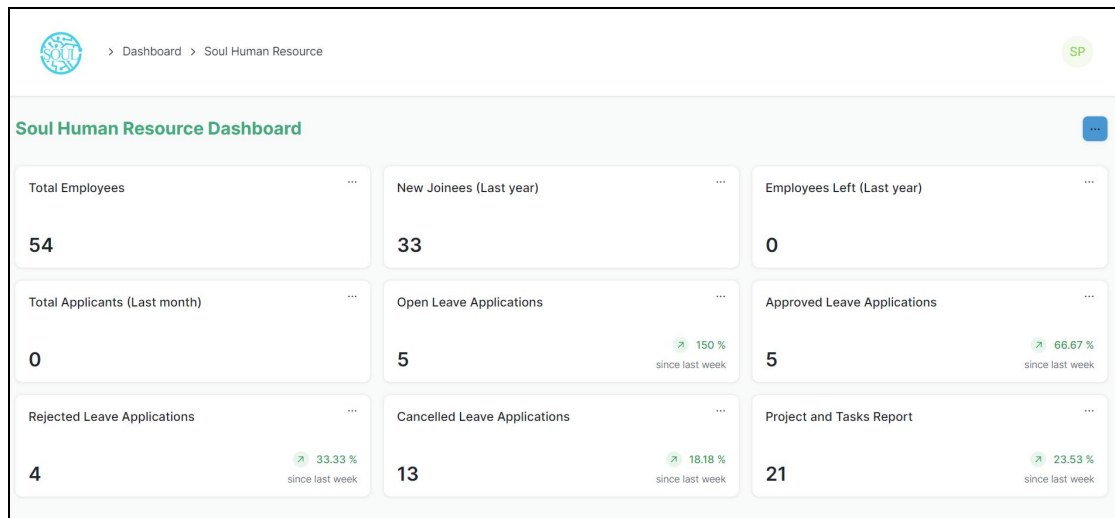 SOUL
> Dashboard > Soul Human Resource
SP
Soul Human Resource Dashboard
...
Total Employees ...
54
New Joinees (Last year) ...
33
Employees Left (Last year) ...
0
Total Applicants (Last month) ...
0
Open Leave Applications ...
5
150 %
since last week
Approved Leave Applications ...
5
66.67 %
since last week
Rejected Leave Applications ...
4
33.33 %
since last week
Cancelled Leave Applications ...
13
18.18 %
since last week
Project and Tasks Report ...
21
23.53 %
since last week